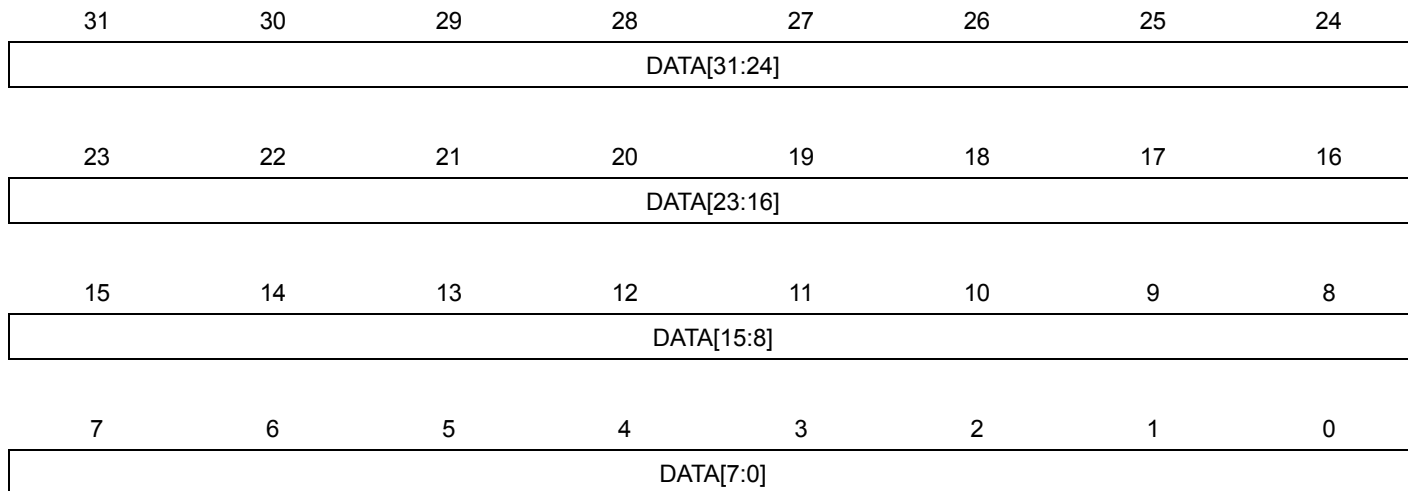 31 30 29 28 27 26 25 24
DATA[31:24]
23 22 21 20 19 18 17 16
DATA[23:16]
15 14 13 12 11 10 9 8
DATA[15:8]
7 6 5 4 3 2 1 0
DATA[7:0]